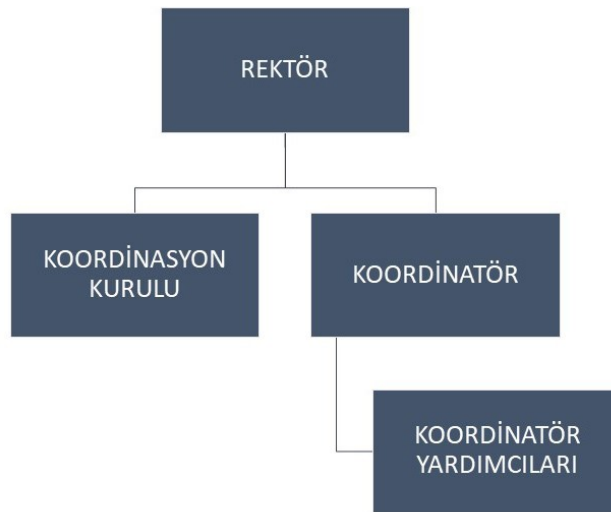 REKTÖR
KOORDİNASYON
KURULU
KOORDİNATÖR
KOORDİNATÖR
YARDIMCILARI